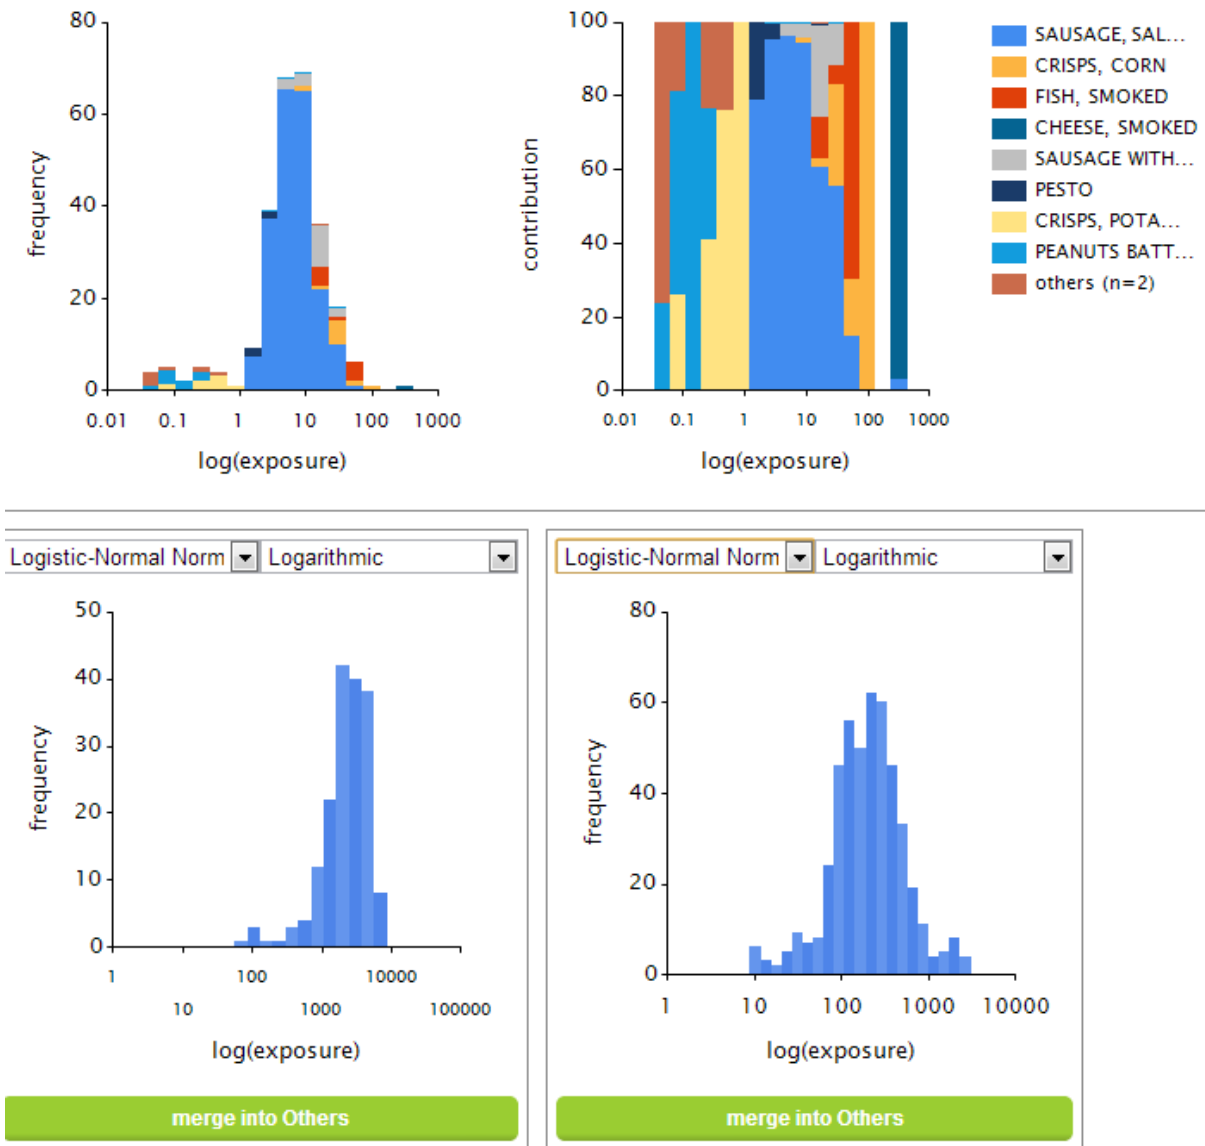 80
60
40
20
0
frequency
0.01 0.1 1 10 100 1000
log(exposure)
100
80
60
40
20
0
contribution
0.01 0.1 1 10 100 1000
log(exposure)
SAUSAGE, SAL...
CRISPS, CORN
FISH, SMOKED
CHEESE, SMOKED
SAUSAGE WITH...
PESTO
CRISPS, POTA...
PEANUTS BATT...
others (n=2)
Logistic-Normal Norm Logarithmic
50
40
30
20
10
0
frequency
1 100 10000
10 1000 100000
log(exposure)
merge into Others
Logistic-Normal Norm Logarithmic
80
60
40
20
0
frequency
1 10 100 1000 10000
log(exposure)
merge into Others